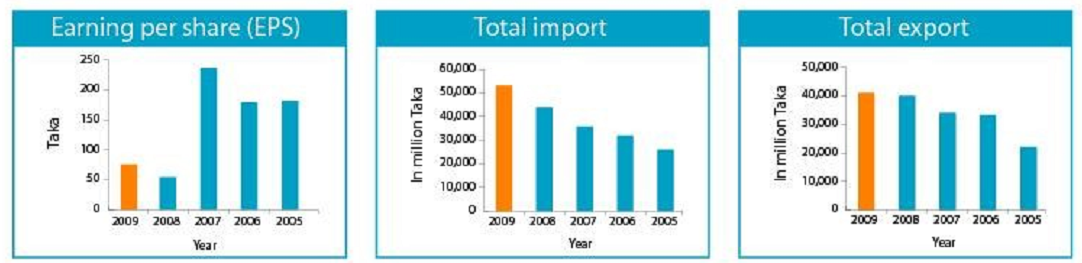 Earning per share (EPS)
250
200
150
100
50
0
Taka
2009 2008 2007 2006 2005
Year
Total import
60,000
50,000
40,000
30,000
20,000
10,000
0
In million Taka
2009 2008 2007 2006 2005
Year
Total export
50,000
40,000
30,000
20,000
10,000
0
In million Taka
2009 2008 2007 2006 2005
Year